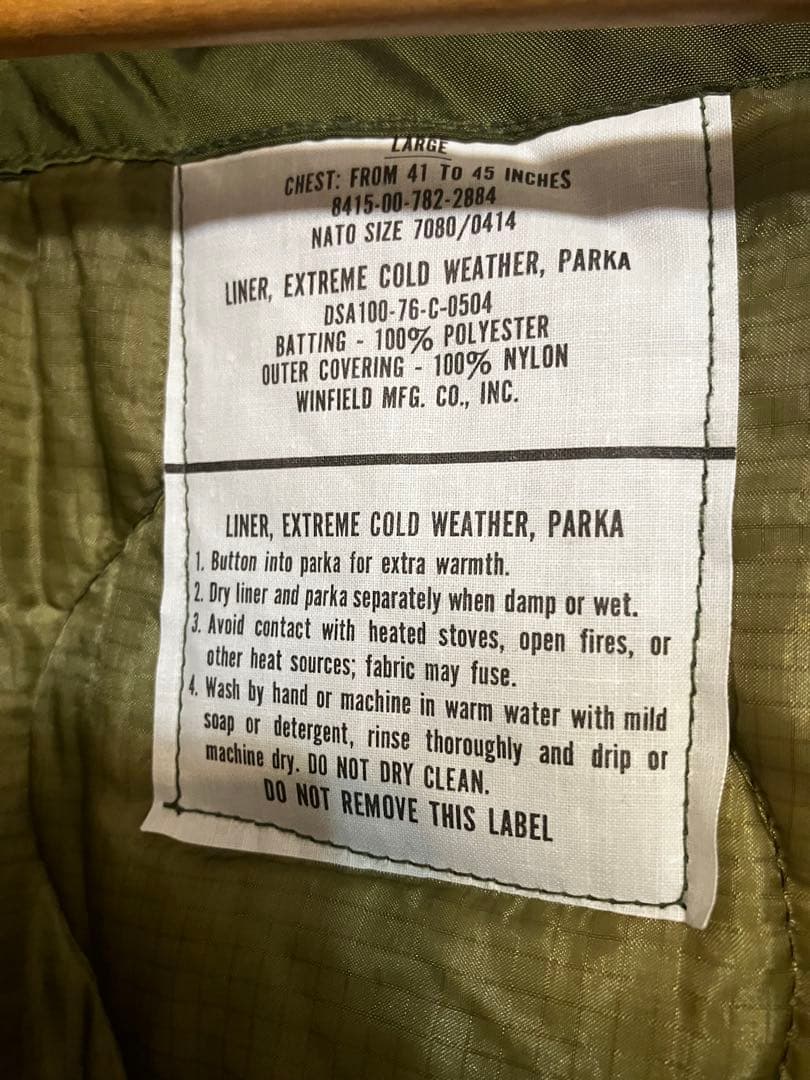 LARGE
CHEST: FROM 41 TO 45 INCHES
8415-00-782-2884
NATO SIZE 7080/0414
LINER, EXTREME COLD WEATHER, PARKA
DSA100-76-C-0504
BATTING - 100% POLYESTER
OUTER COVERING - 100% NYLON
WINFIELD MFG. CO., INC.
LINER, EXTREME COLD WEATHER, PARKA
1. Button into parka for extra warmth.
2. Dry liner and parka separately when damp or wet.
3. Avoid contact with heated stoves, open fires, or
other heat sources; fabric may fuse.
4. Wash by hand or machine in warm water with mild
soap or detergent, rinse thoroughly and drip or
machine dry. DO NOT DRY CLEAN.
DO NOT REMOVE THIS LABEL